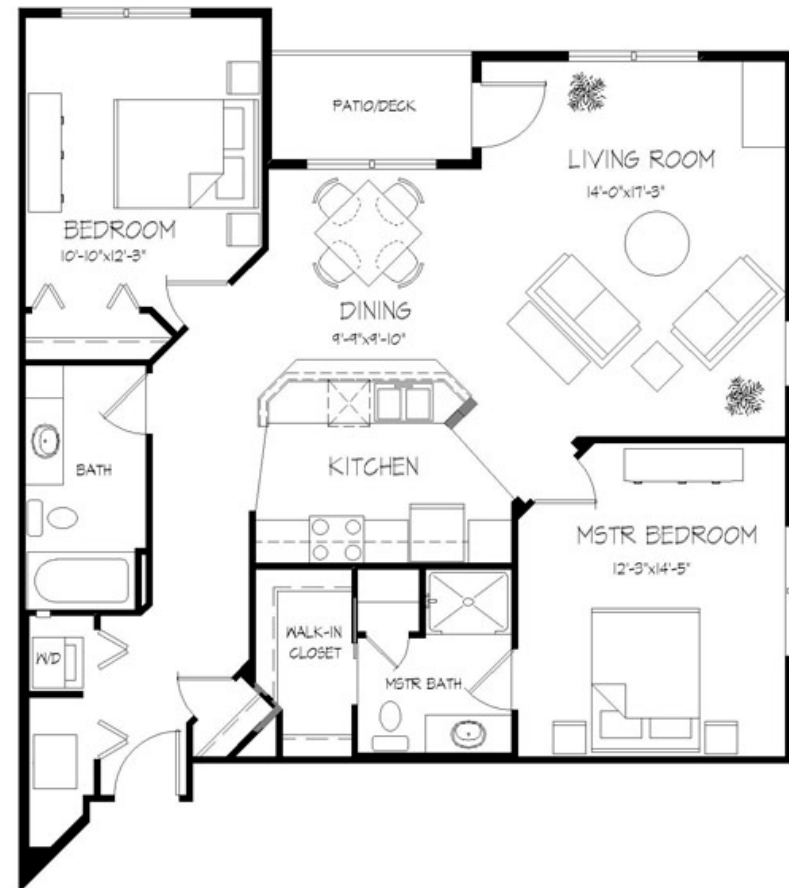 PATIO/DECK
LIVING ROOM
14'-0"x17'-3"
BEDROOM
10'-10"x12'-3"
DINING
9'-9"x9'-10"
BATH
KITCHEN
MSTR BEDROOM
12'-3"x14'-5"
WALK-IN
CLOSET
W/D
MSTR BATH